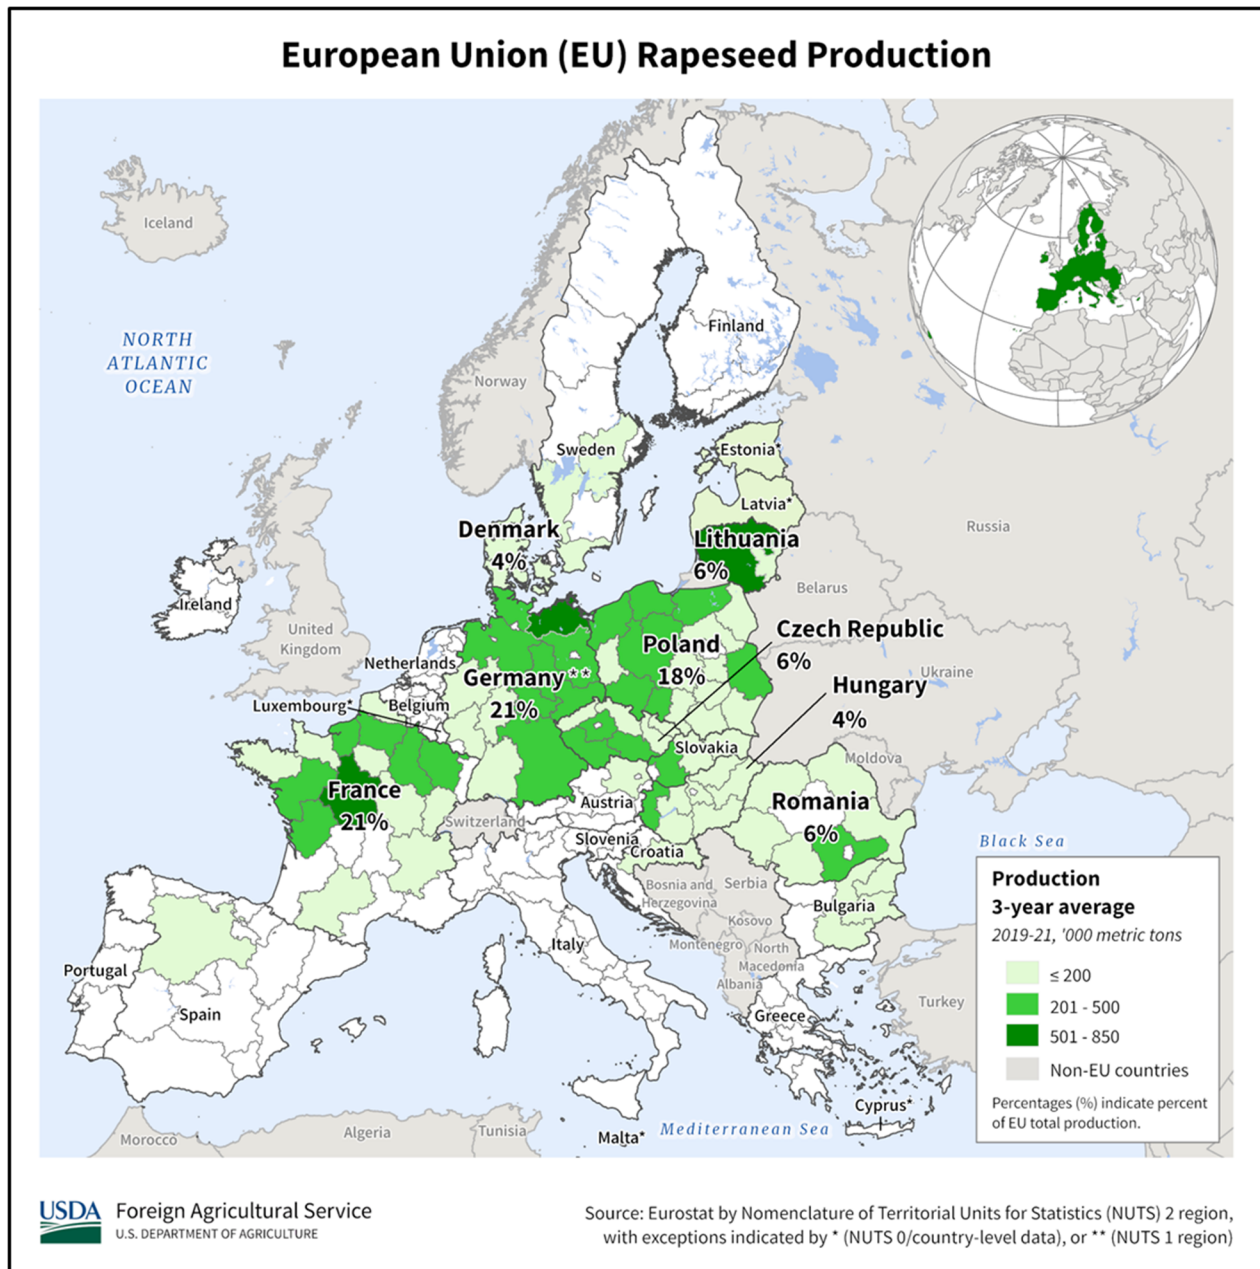 European Union (EU) Rapeseed Production
Iceland
NORTH
ATLANTIC
OCEAN
Norway
Finland
Sweden
Estonia*
Latvia*
Lithuania
6%
Russia
Denmark
4%
Ireland
United
Kingdom
Belarus
Netherlands
Germany**
21%
Poland
18%
Czech Republic
6%
Ukraine
Hungary
4%
Luxembourg*
Belgium
Slovakia
Moldova
France
21%
Switzerland
Austria
Romania
6%
Slovenia
Croatia
Black Sea
Bosnia and
Herzegovina
Serbia
Bulgaria
Kosovo
Montenegro
North
Macedonia
Albania
Italy
Portugal
Spain
Greece
Turkey
Cyprus*
Malta*
Mediterranean Sea
Morocco
Algeria
Tunisia
Production
3-year average
2019-21, '000 metric tons
≤ 200
201 - 500
501 - 850
Non-EU countries
Percentages (%) indicate percent
of EU total production.
USDA
Foreign Agricultural Service
U.S. DEPARTMENT OF AGRICULTURE
Source: Eurostat by Nomenclature of Territorial Units for Statistics (NUTS) 2 region,
with exceptions indicated by * (NUTS 0/country-level data), or ** (NUTS 1 region)